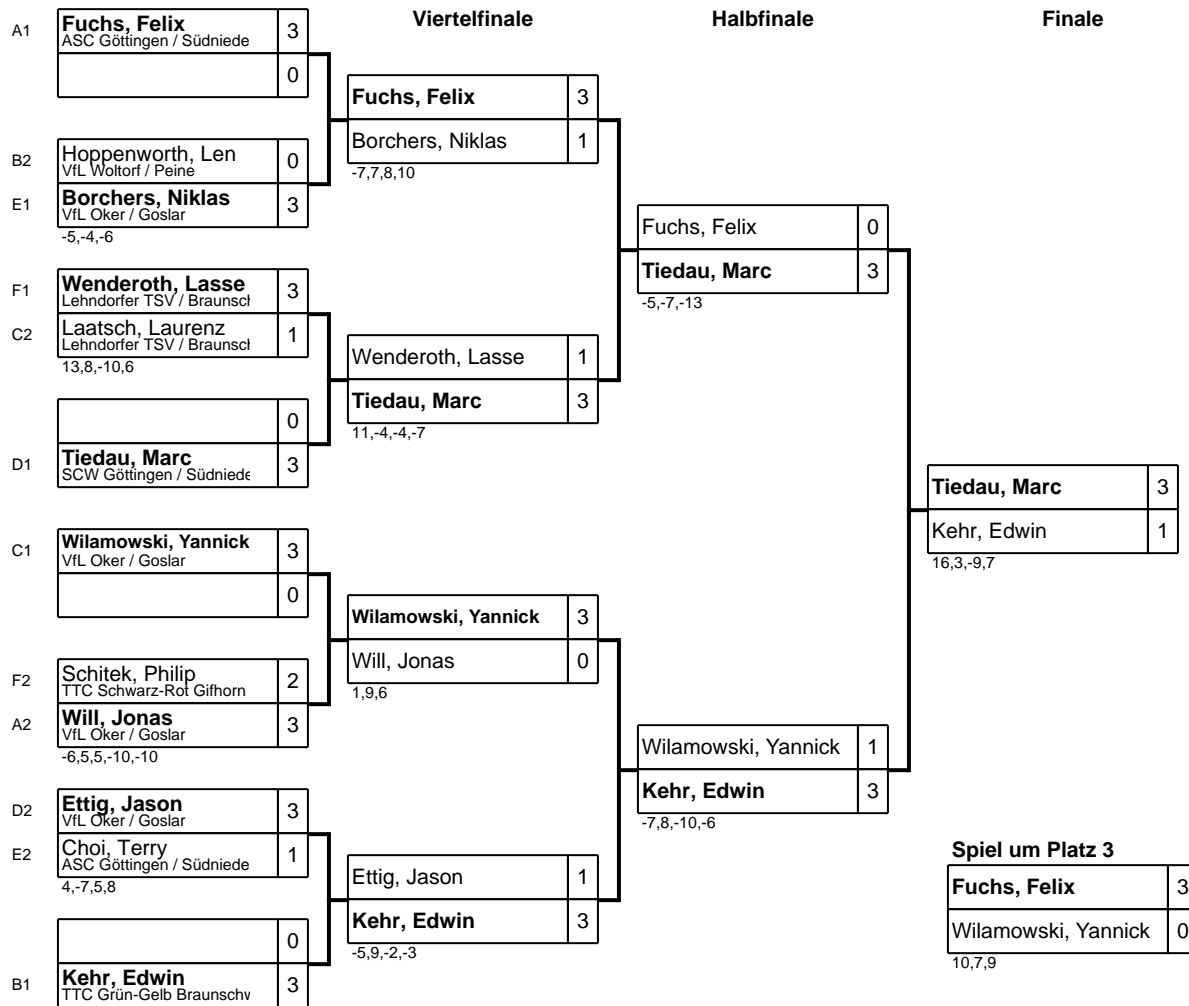 Viertelfinale
Halbfinale
Finale
A1
Fuchs, Felix
3
ASC Göttingen / Südniede
0
B2
Hoppenworth, Len
0
VfL Woltorf / Peine
E1
Borchers, Niklas
3
VfL Oker / Goslar
-5,-4,-6
F1
Wenderoth, Lasse
3
Lehndorfer TSV / Braunsch
C2
Laatsch, Laurenz
1
Lehndorfer TSV / Braunsch
13,8,-10,6
0
D1
Tiedau, Marc
3
SCW Göttingen / Südniede
C1
Wilamowski, Yannick
3
VfL Oker / Goslar
0
F2
Schitek, Philip
2
TTC Schwarz-Rot Gifhorn
A2
Will, Jonas
3
VfL Oker / Goslar
-6,5,5,-10,-10
D2
Ettig, Jason
3
VfL Oker / Goslar
E2
Choi, Terry
1
ASC Göttingen / Südniede
4,-7,5,8
0
B1
Kehr, Edwin
3
TTC Grün-Gelb Braunschw
Fuchs, Felix
3
Borchers, Niklas
1
-7,7,8,10
Wenderoth, Lasse
1
Tiedau, Marc
3
11,-4,-4,-7
Wilamowski, Yannick
3
Will, Jonas
0
1,9,6
Ettig, Jason
1
Kehr, Edwin
3
-5,9,-2,-3
Fuchs, Felix
0
Tiedau, Marc
3
-5,-7,-13
Wilamowski, Yannick
1
Kehr, Edwin
3
-7,8,-10,-6
Tiedau, Marc
3
Kehr, Edwin
1
16,3,-9,7
Spiel um Platz 3
Fuchs, Felix
3
Wilamowski, Yannick
0
10,7,9